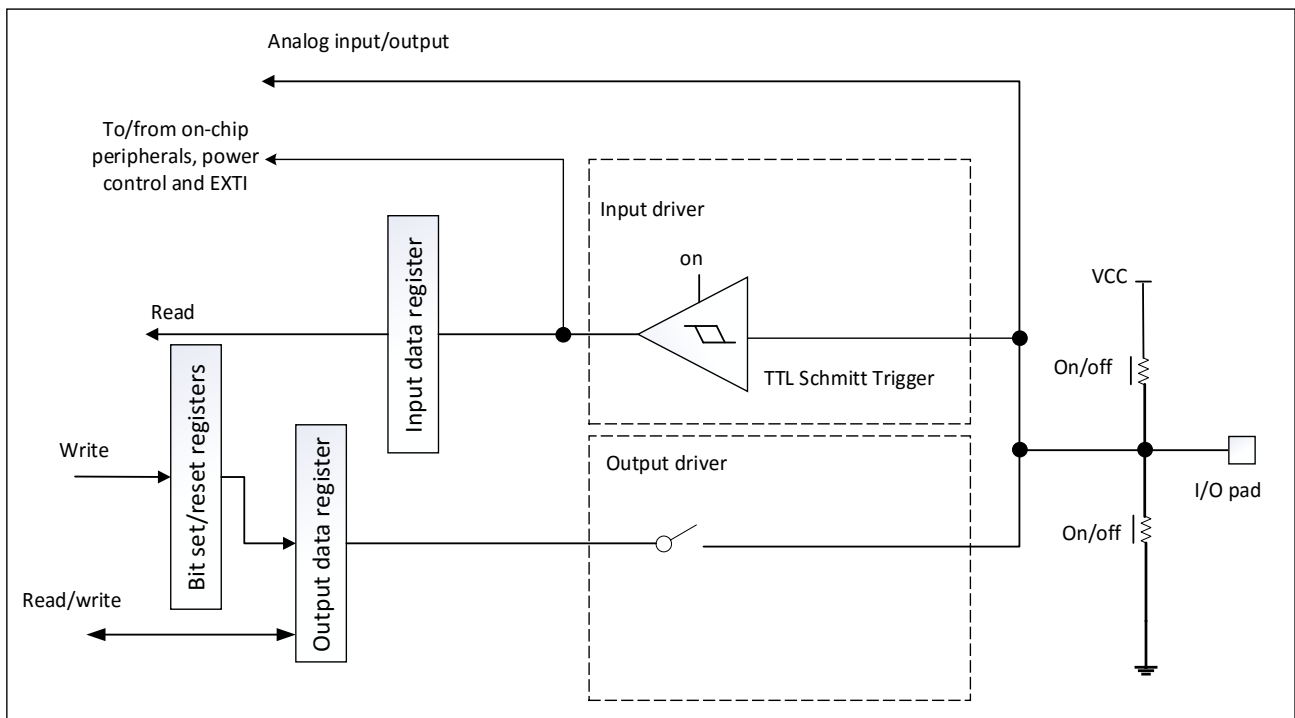 Analog input/output
To/from on-chip
peripherals, power
control and EXTI
Input driver
on
TTL Schmitt Trigger
Input data register
Read
Bit set/reset registers
Write
Output data register
Read/write
Output driver
VCC
On/off
On/off
I/O pad